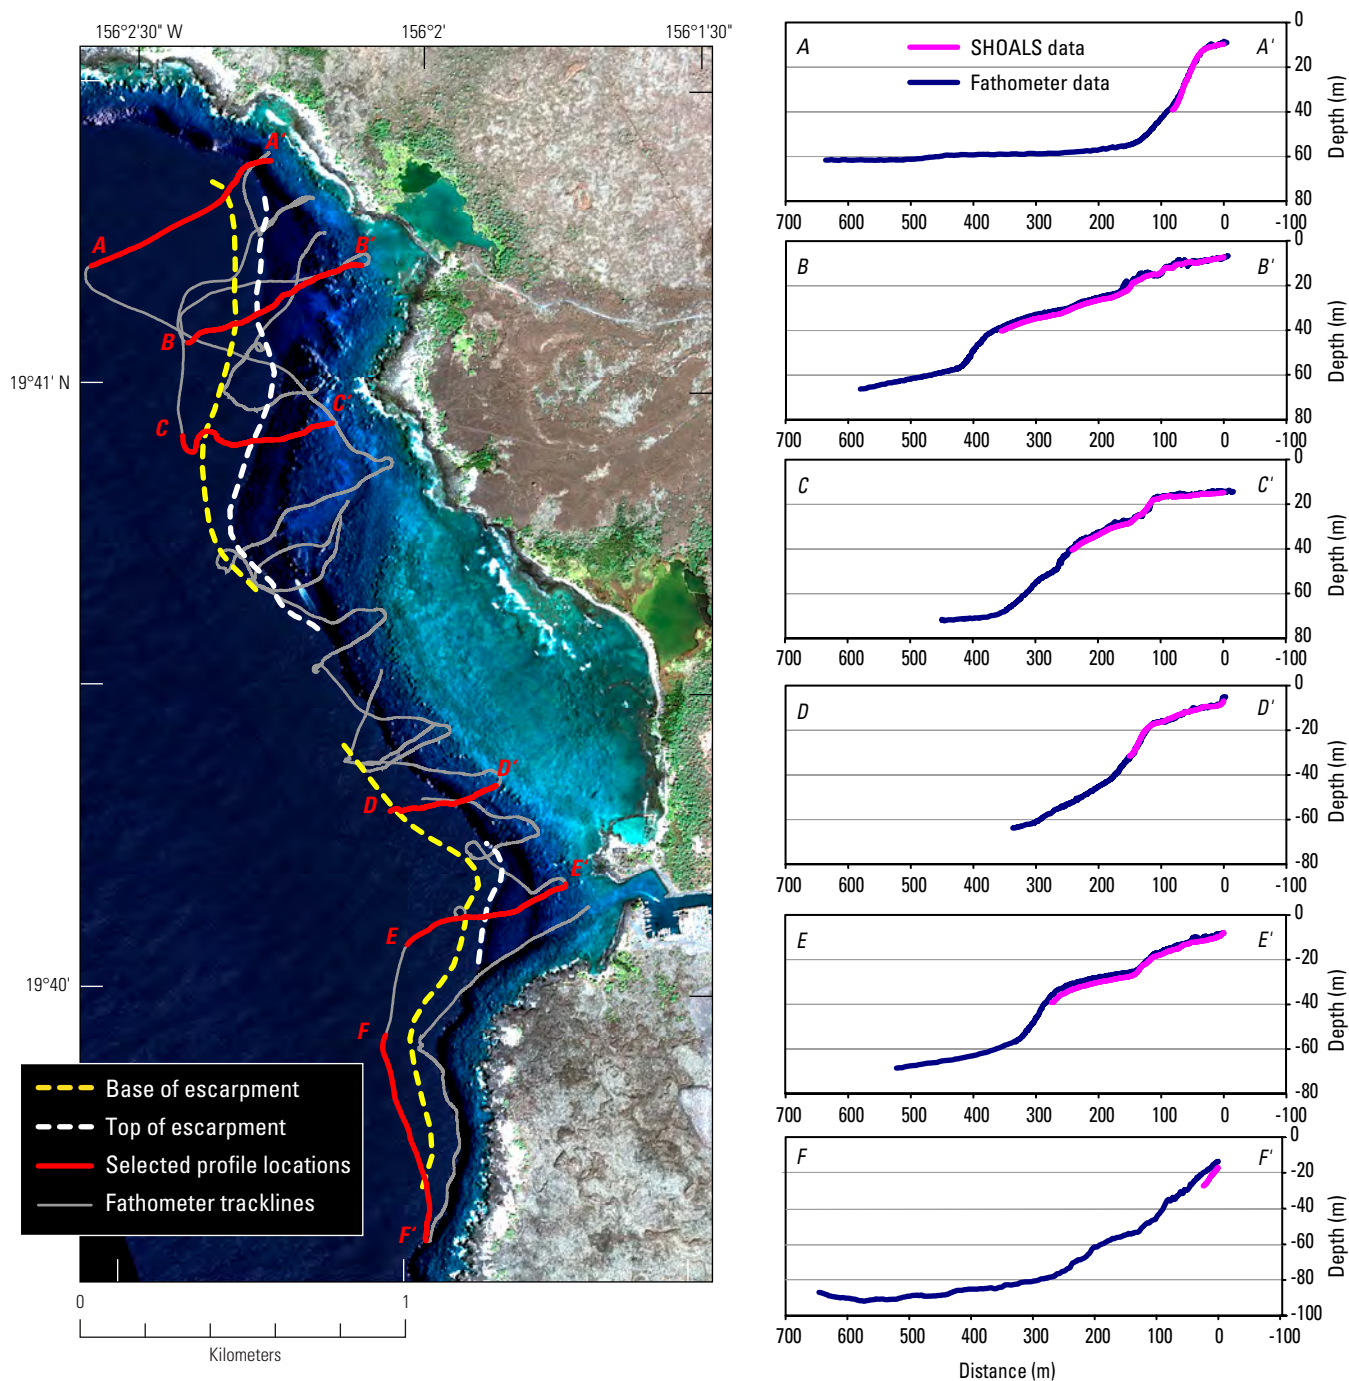 156°2'30" W
156°2'
156°1'30"
19°41' N
19°40'
A
A'
B
B'
C
C'
D
D'
E
E'
F
F'
Base of escarpment
Top of escarpment
Selected profile locations
Fathometer tracklines
0
1
Kilometers
A
SHOALS data
Fathometer data
A'
0
20
40
60
80
Depth (m)
700 600 500 400 300 200 100 0 -100
B
B'
0
20
40
60
80
Depth (m)
700 600 500 400 300 200 100 0 -100
C
C'
0
20
40
60
80
Depth (m)
700 600 500 400 300 200 100 0 -100
D
D'
0
-20
-40
-60
-80
Depth (m)
700 600 500 400 300 200 100 0 -100
E
E'
0
-20
-40
-60
-80
Depth (m)
700 600 500 400 300 200 100 0 -100
F
F'
0
-20
-40
-60
-80
-100
Depth (m)
700 600 500 400 300 200 100 0 -100
Distance (m)